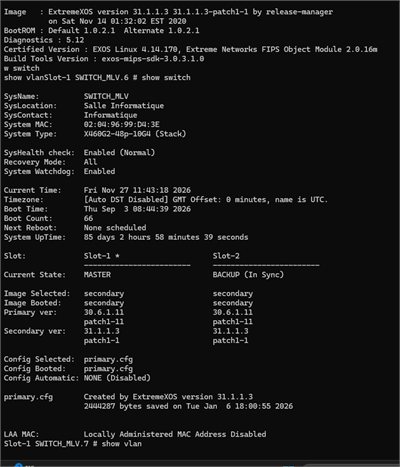 Image   : ExtremeXOS version 31.1.1.3 31.1.1.3-patch1-1 by release-manager
          on Sat Nov 14 01:32:02 EST 2020
BootROM : Default 1.0.2.1  Alternate 1.0.2.1
Diagnostics : 5.12
Certified Version : EXOS Linux 4.14.170, Extreme Networks FIPS Object Module 2.0.16m
Build Tools Version : exos-mips-sdk-3.0.3.1.0
w switch
show vlanSlot-1 SWITCH_MLV.6 # show switch
SysName:          SWITCH_MLV
SysLocation:      Salle Informatique
SysContact:       Informatique
System MAC:       02:04:96:99:D4:3E
System Type:      X460G2-48p-10G4 (Stack)
SysHealth check:  Enabled (Normal)
Recovery Mode:    All
System Watchdog:  Enabled
Current Time:     Fri Nov 27 11:43:18 2026
Timezone:         [Auto DST Disabled] GMT Offset: 0 minutes, name is UTC.
Boot Time:        Thu Sep  3 08:44:39 2026
Boot Count:       66
Next Reboot:      None scheduled
System UpTime:    85 days 2 hours 58 minutes 39 seconds
Slot:             Slot-1 *                     Slot-2
                  ------------------------     ------------------------
Current State:    MASTER                       BACKUP (In Sync)
Image Selected:   secondary                    secondary
Image Booted:     secondary                    secondary
Primary ver:      30.6.1.11                    30.6.1.11
                  patch1-11                    patch1-11
Secondary ver:    31.1.1.3                     31.1.1.3
                  patch1-1                     patch1-1
Config Selected:  primary.cfg
Config Booted:    primary.cfg
Config Automatic: NONE (Disabled)
primary.cfg       Created by ExtremeXOS version 31.1.1.3
                  2444287 bytes saved on Tue Jan  6 18:00:55 2026
LAA MAC:          Locally Administered MAC Address Disabled
Slot-1 SWITCH_MLV.7 # show vlan